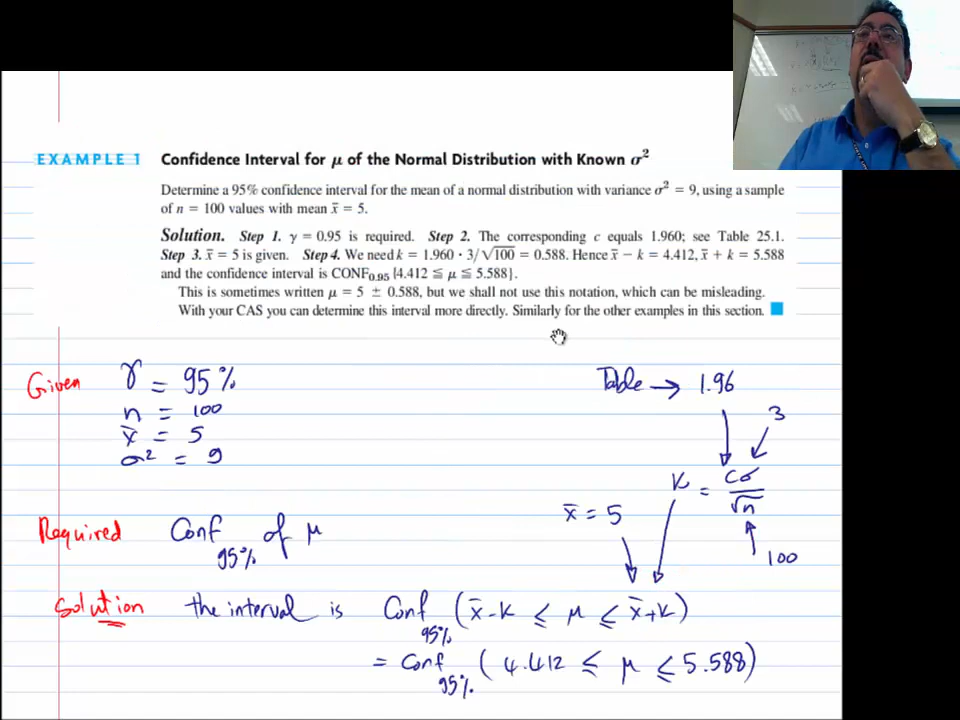 EXAMPLE 1 Confidence Interval for μ of the Normal Distribution with Known σ²
Determine a 95% confidence interval for the mean of a normal distribution with variance σ² = 9, using a sample
of n = 100 values with mean x̄ = 5.
Solution. Step 1. γ = 0.95 is required. Step 2. The corresponding c equals 1.960; see Table 25.1.
Step 3. x̄ = 5 is given. Step 4. We need k = 1.960 · 3/√100 = 0.588. Hence x̄ − k = 4.412, x̄ + k = 5.588
and the confidence interval is CONF₀.₉₅ {4.412 ≦ μ ≦ 5.588}.
This is sometimes written μ = 5 ± 0.588, but we shall not use this notation, which can be misleading.
With your CAS you can determine this interval more directly. Similarly for the other examples in this section.
Given γ = 95%
n = 100
x̄ = 5
σ² = 9
Table → 1.96
3
k = cσ/√n
100
x̄ = 5
Required Conf 95% of μ
Solution the interval is Conf 95% (x̄-k ≤ μ ≤ x̄+k)
= Conf 95% (4.412 ≤ μ ≤ 5.588)